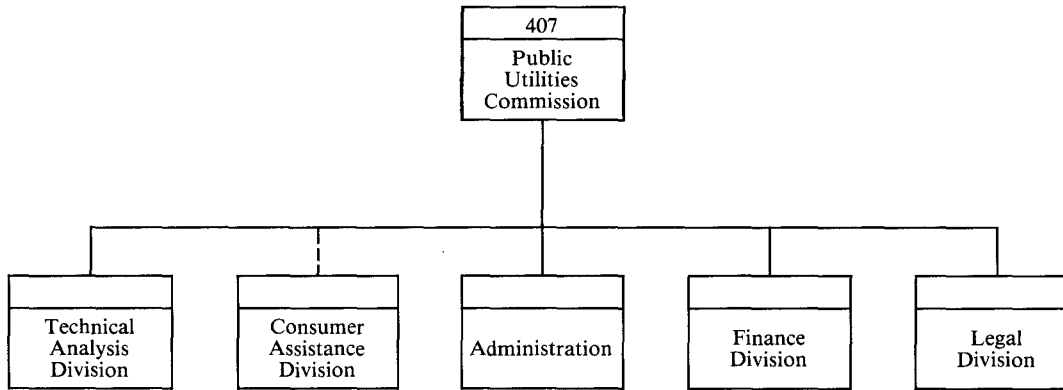 407
Public
Utilities
Commission
Technical
Analysis
Division
Consumer
Assistance
Division
Administration
Finance
Division
Legal
Division